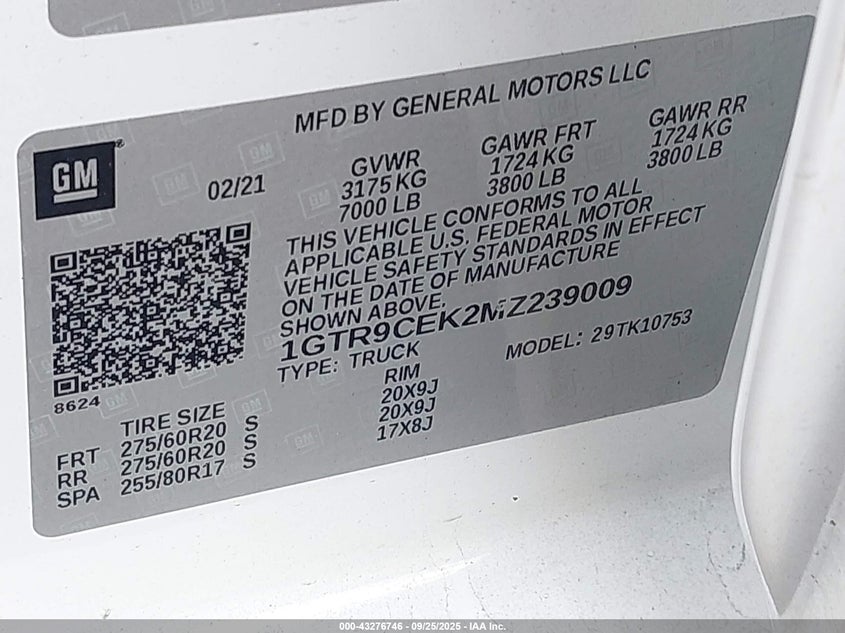 MFD BY GENERAL MOTORS LLC
GM
®
02/21
GVWR
3175 KG
7000 LB
GAWR FRT
1724 KG
3800 LB
GAWR RR
1724 KG
3800 LB
THIS VEHICLE CONFORMS TO ALL
APPLICABLE U.S. FEDERAL MOTOR
VEHICLE SAFETY STANDARDS IN EFFECT
ON THE DATE OF MANUFACTURE
SHOWN ABOVE.
1GTR9CEK2MZ239009
TYPE: TRUCK
MODEL: 29TK10753
8624
TIRE SIZE RIM
FRT 275/60R20 S 20X9J
RR 275/60R20 S 20X9J
SPA 255/80R17 S 17X8J
000-43276746 - 09/25/2025 - IAA Inc.